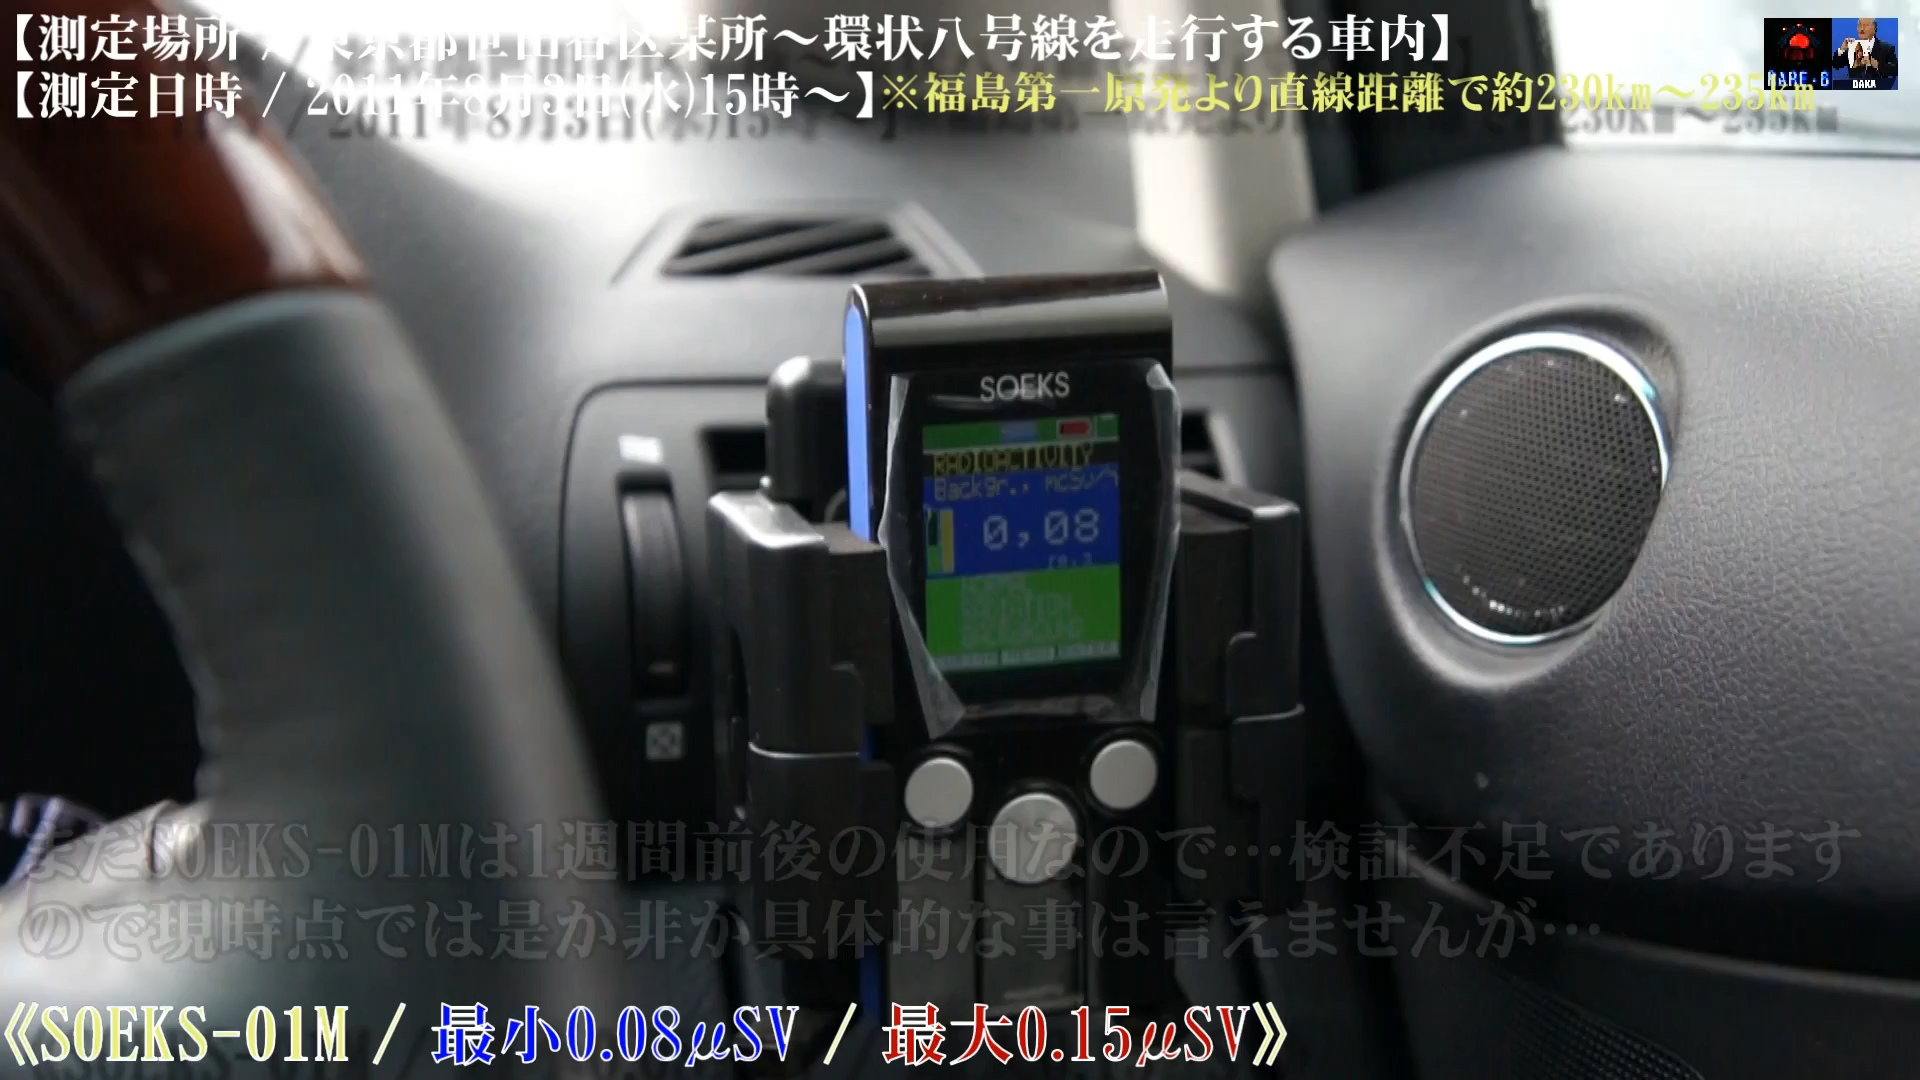 【測定場所 / 東京都世田谷区某所～環状八号線を走行する車内】
【測定日時 / 2011年8月3日(水)15時～】※福島第一原発より直線距離で約230km～235km
DAKA
SOEKS
RADIOACTIVITY
Backgr.,
0,08
NORMAL
RADIATION
BACKGROUND
まだSOEKS-01Mは1週間前後の使用なので…検証不足であります
ので現時点では是か非か具体的な事は言えませんが…
《SOEKS-01M / 最小0.08μSV / 最大0.15μSV》